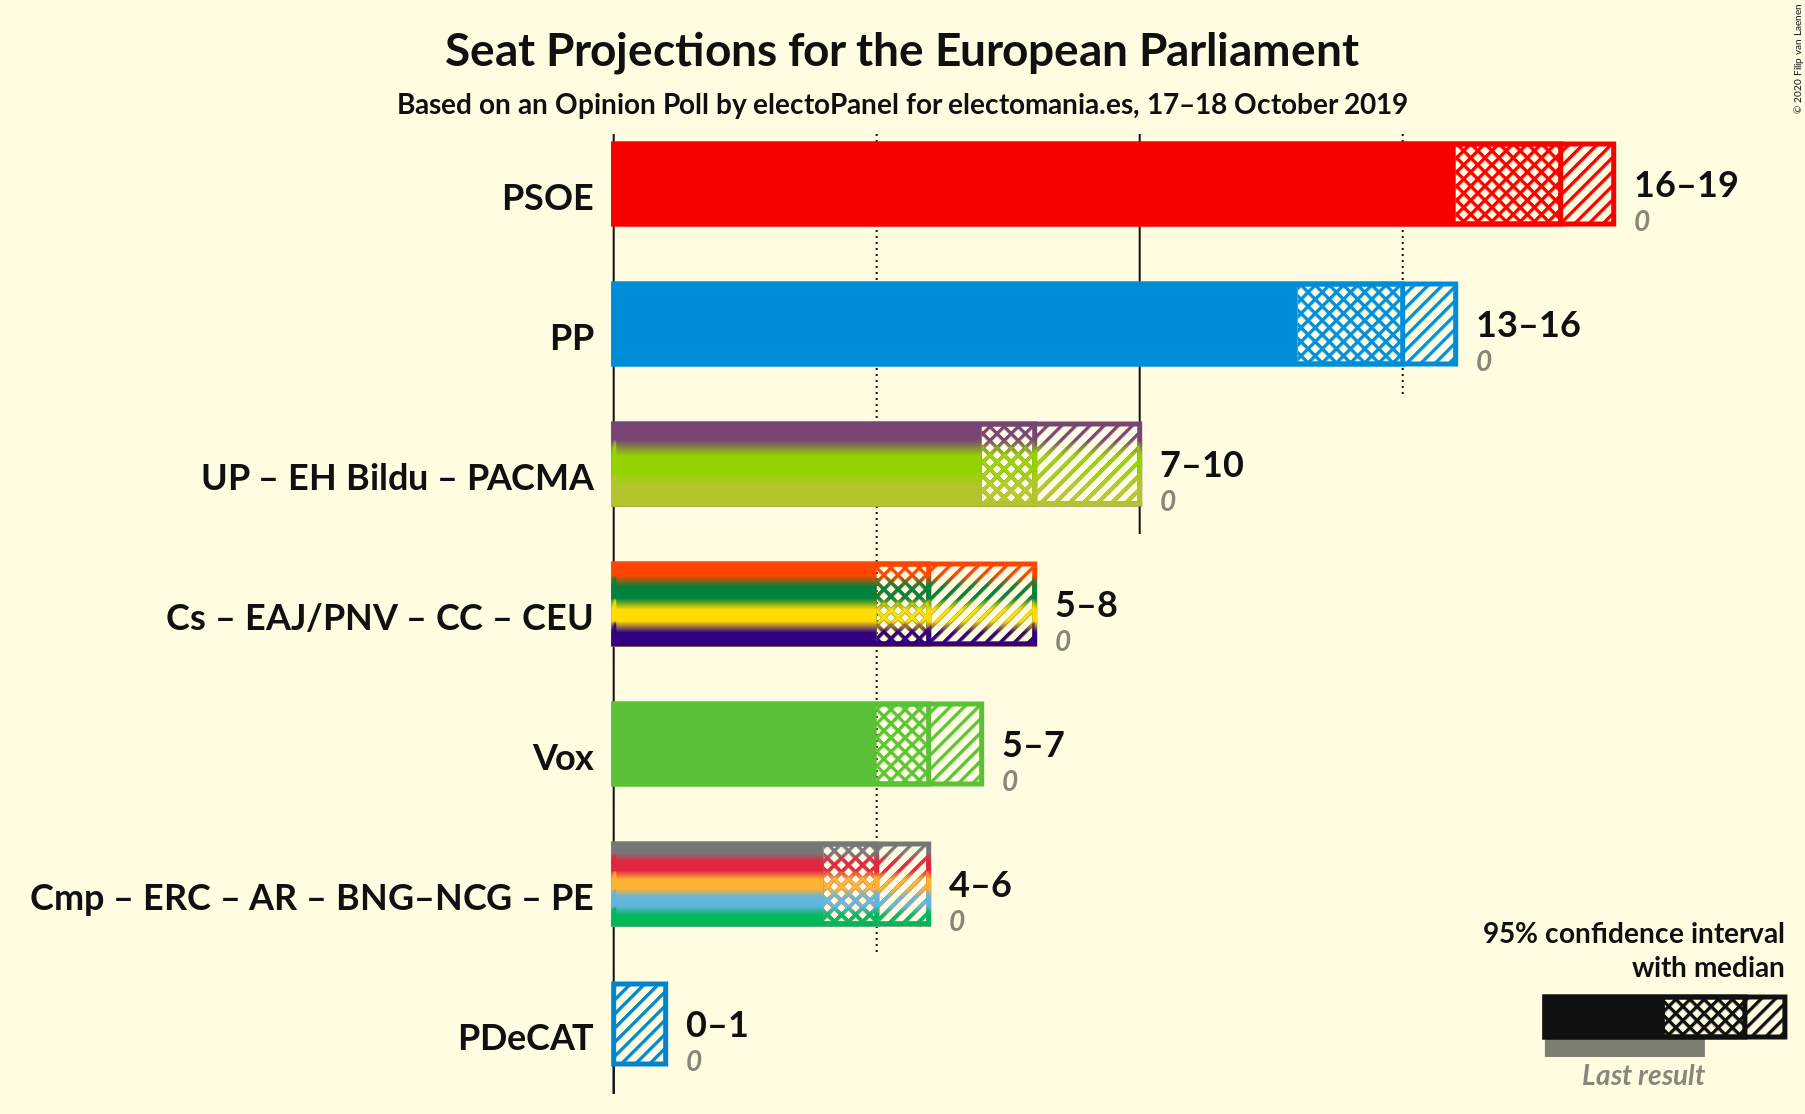 Seat Projections for the European Parliament
Based on an Opinion Poll by electoPanel for electomania.es, 17–18 October 2019
© 2020 Filip van Laenen
PSOE
16–19
0
PP
13–16
0
UP – EH Bildu – PACMA
7–10
0
Cs – EAJ/PNV – CC – CEU
5–8
0
Vox
5–7
0
Cmp – ERC – AR – BNG–NCG – PE
4–6
0
PDeCAT
0–1
0
95% confidence interval
with median
Last result